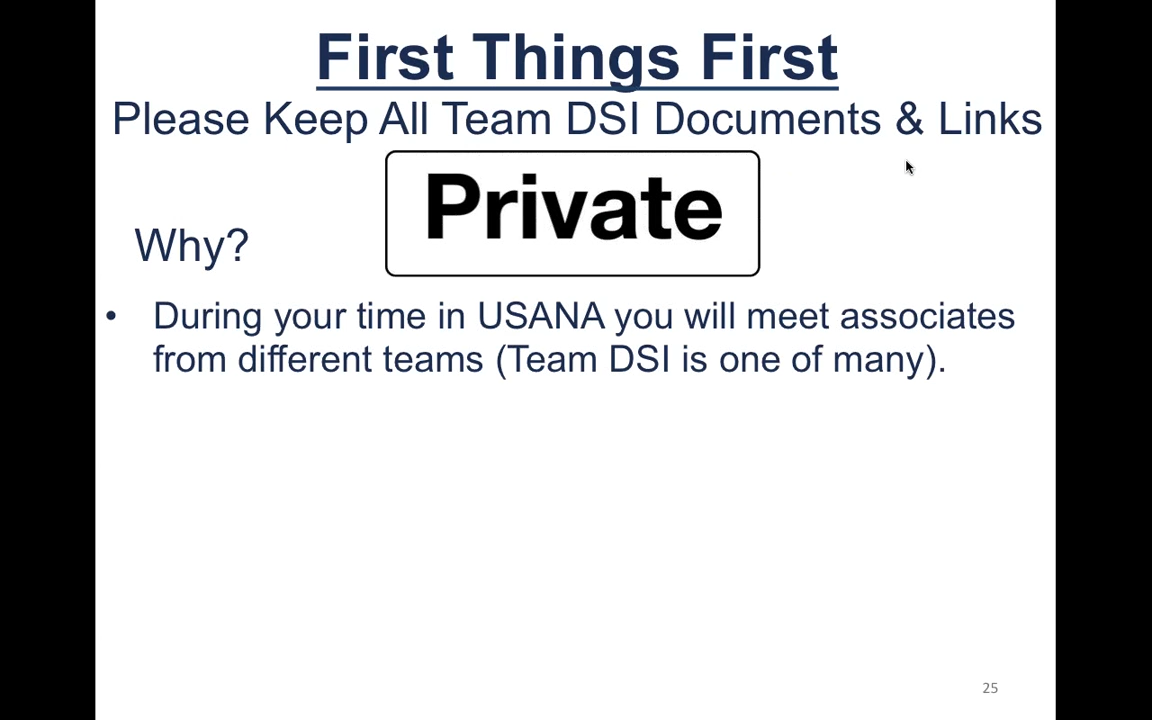 First Things First
Please Keep All Team DSI Documents & Links
Private
Why?
• During your time in USANA you will meet associates
from different teams (Team DSI is one of many).
25